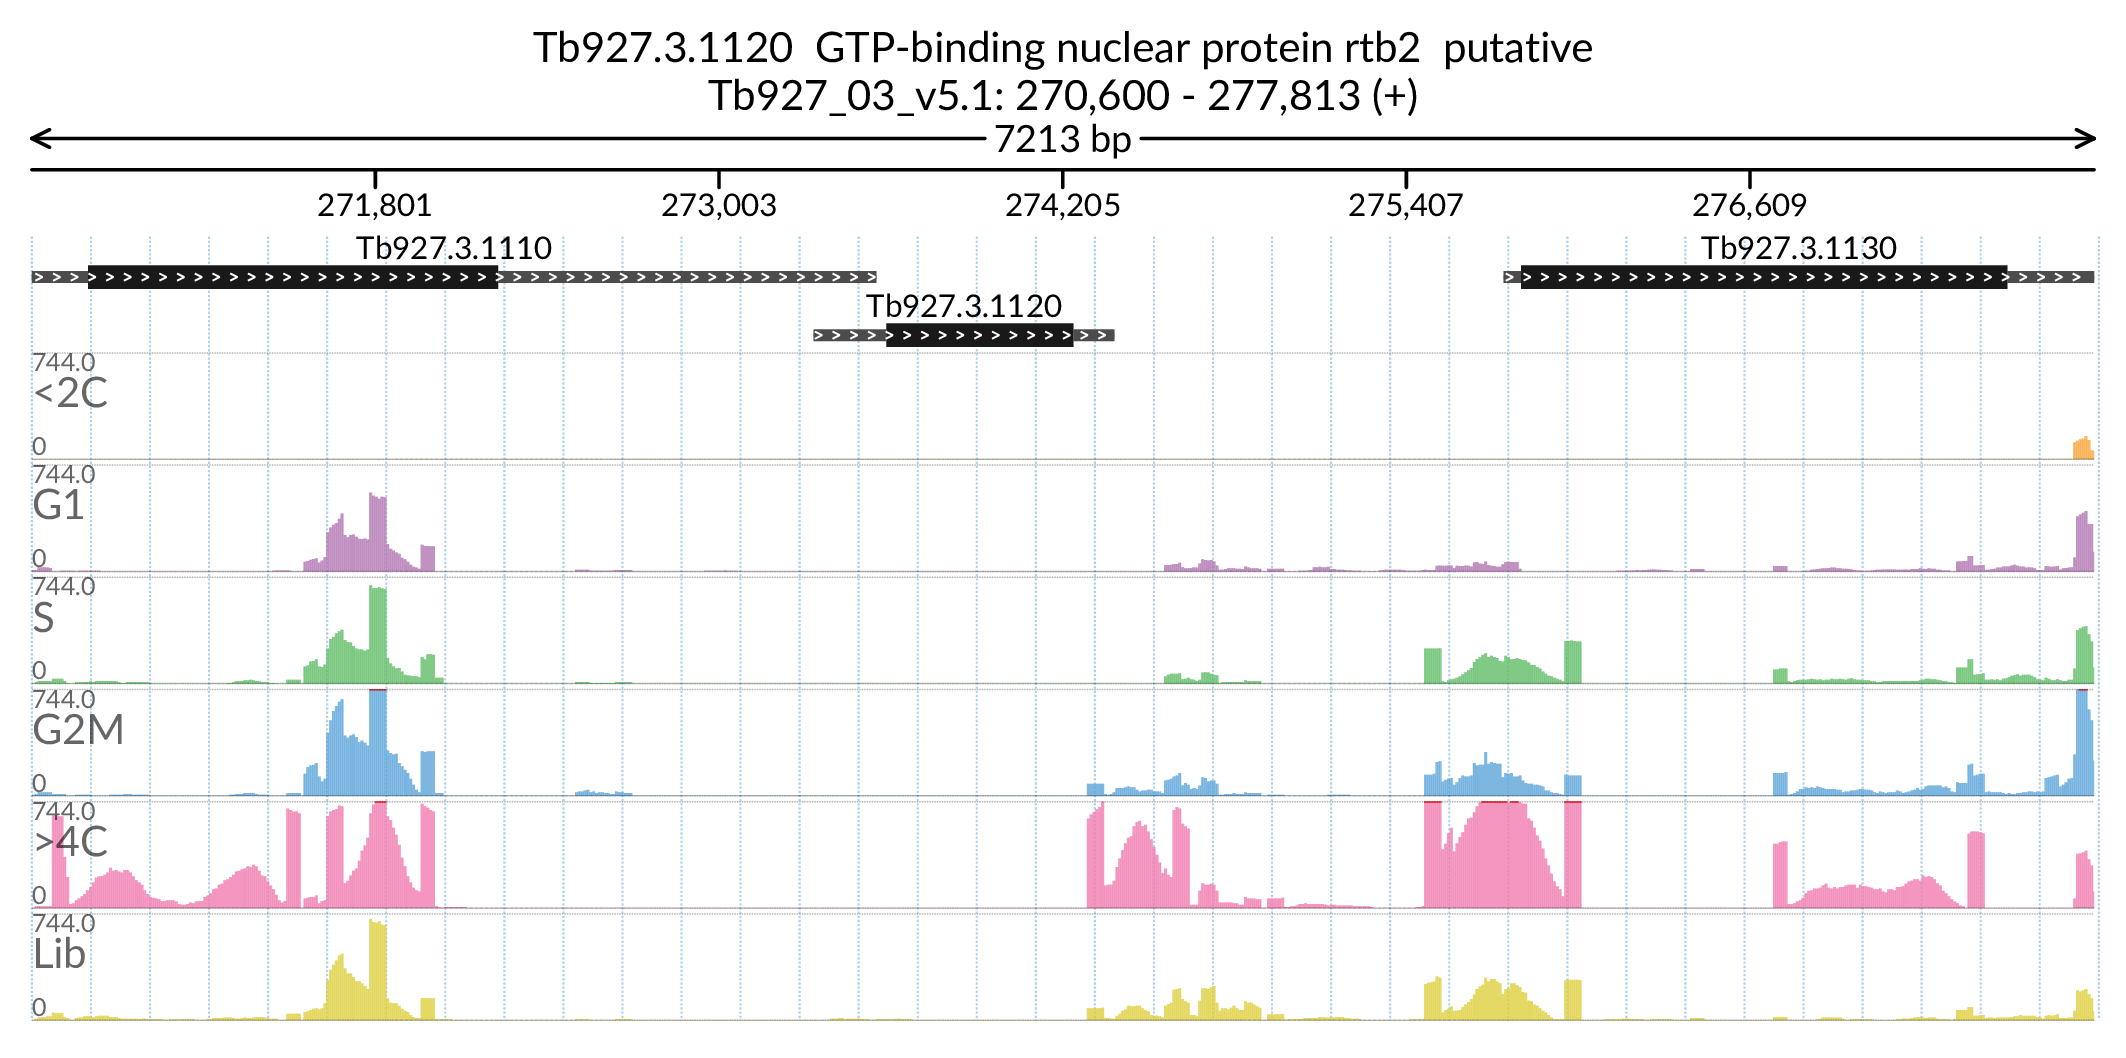 Tb927.3.1120  GTP-binding nuclear protein rtb2  putative
Tb927_03_v5.1: 270,600 - 277,813 (+)
7213 bp
271,801 273,003 274,205 275,407 276,609
Tb927.3.1110 Tb927.3.1130
Tb927.3.1120
744.0
<2C
0
744.0
G1
0
744.0
S
0
744.0
G2M
0
744.0
>4C
0
744.0
Lib
0